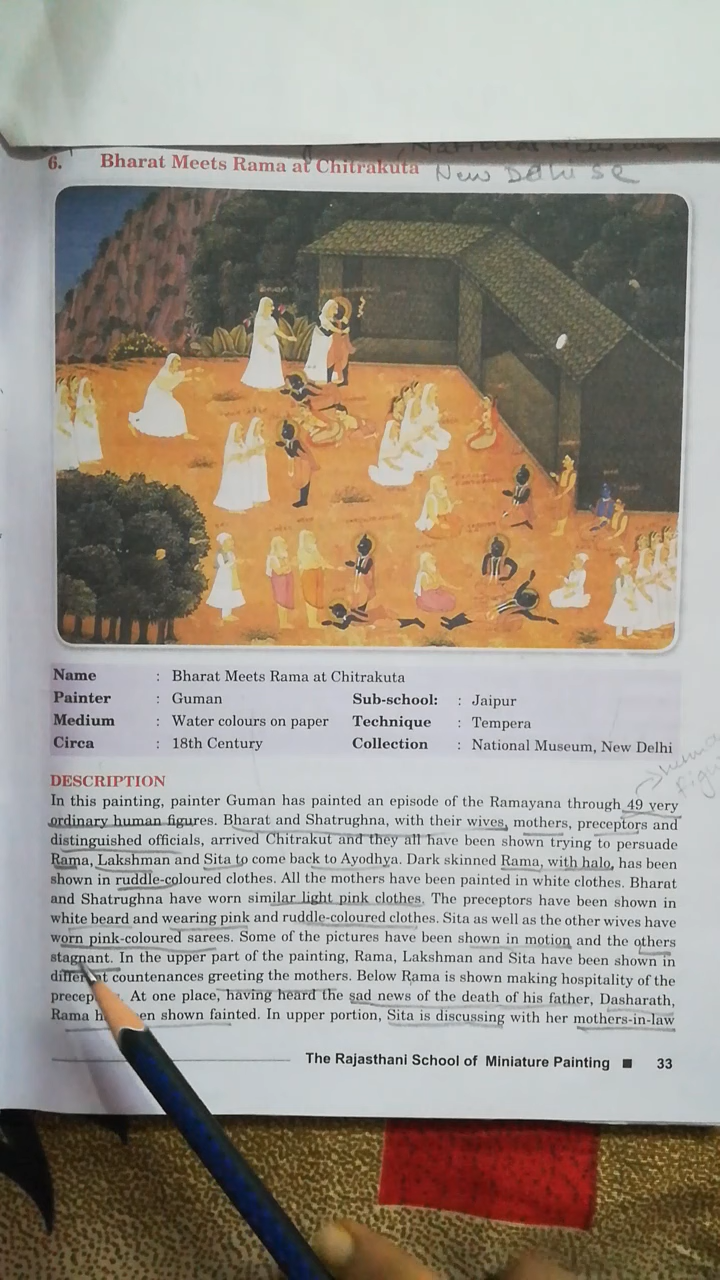 National Museum
New Delhi se
6. Bharat Meets Rama at Chitrakuta
Name : Bharat Meets Rama at Chitrakuta
Painter : Guman Sub-school: : Jaipur
Medium : Water colours on paper Technique : Tempera
Circa : 18th Century Collection : National Museum, New Delhi
human
DESCRIPTION
In this painting, painter Guman has painted an episode of the Ramayana through 49 very
ordinary human figures. Bharat and Shatrughna, with their wives, mothers, preceptors and
distinguished officials, arrived Chitrakut and they all have been shown trying to persuade
Rama, Lakshman and Sita to come back to Ayodhya. Dark skinned Rama, with halo, has been
shown in ruddle-coloured clothes. All the mothers have been painted in white clothes. Bharat
and Shatrughna have worn similar light pink clothes. The preceptors have been shown in
white beard and wearing pink and ruddle-coloured clothes. Sita as well as the other wives have
worn pink-coloured sarees. Some of the pictures have been shown in motion and the others
stagnant. In the upper part of the painting, Rama, Lakshman and Sita have been shown in
different countenances greeting the mothers. Below Rama is shown making hospitality of the
At one place, having heard the sad news of the death of his father, Dasharath,
Rama shown fainted. In upper portion, Sita is discussing with her mothers-in-law
The Rajasthani School of Miniature Painting ■ 33